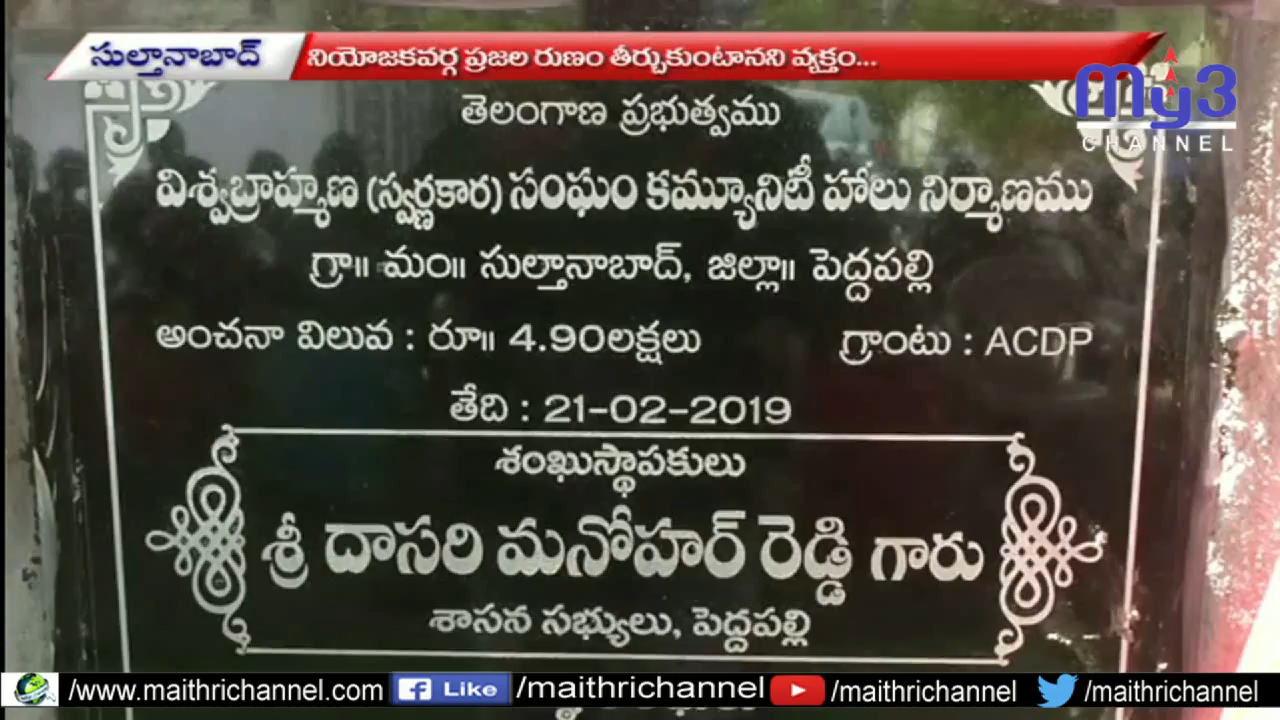 సుల్తానాబాద్ నియోజకవర్గ ప్రజల రుణం తీర్చుకుంటానని వ్యక్తం...
My3
CHANNEL
తెలంగాణ ప్రభుత్వము
విశ్వబ్రాహ్మణ (స్వర్ణకార) సంఘం కమ్యూనిటీ హాలు నిర్మాణము
గ్రా॥ మం॥ సుల్తానాబాద్, జిల్లా॥ పెద్దపల్లి
అంచనా విలువ : రూ॥ 4.90లక్షలు గ్రాంటు : ACDP
తేది : 21-02-2019
శంఖుస్థాపకులు
శ్రీ దాసరి మనోహర్ రెడ్డి గారు
శాసన సభ్యులు, పెద్దపల్లి
/www.maithrichannel.com Like /maithrichannel /maithrichannel /maithrichannel